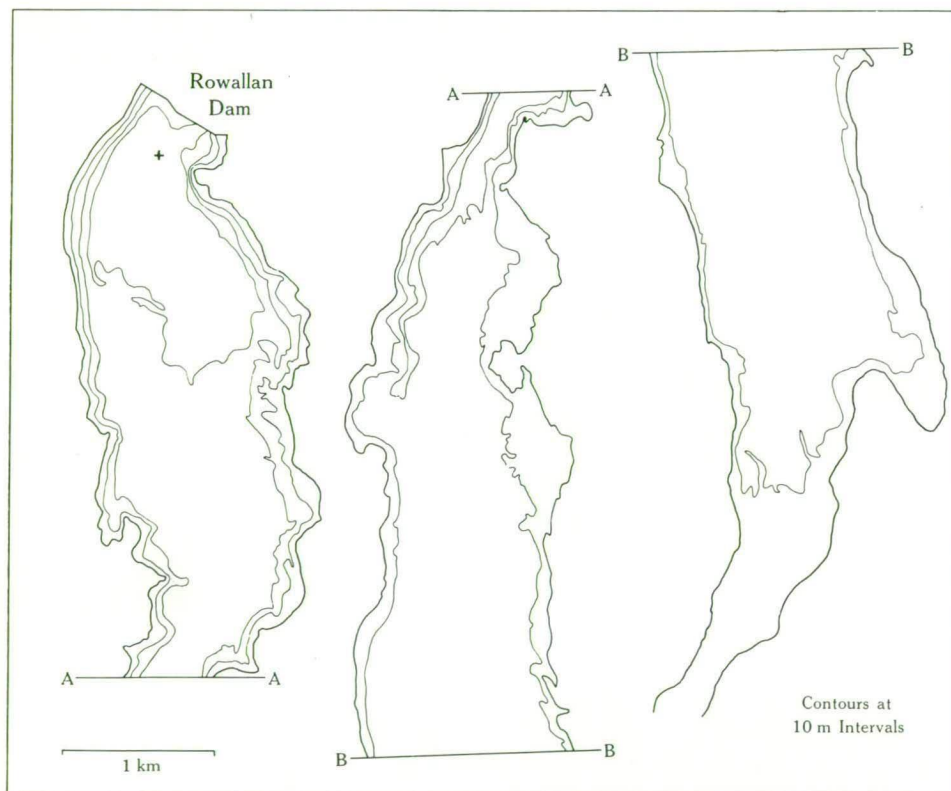 Rowallan
Dam
A A
A A
B B
B B
1 km
Contours at
10 m Intervals